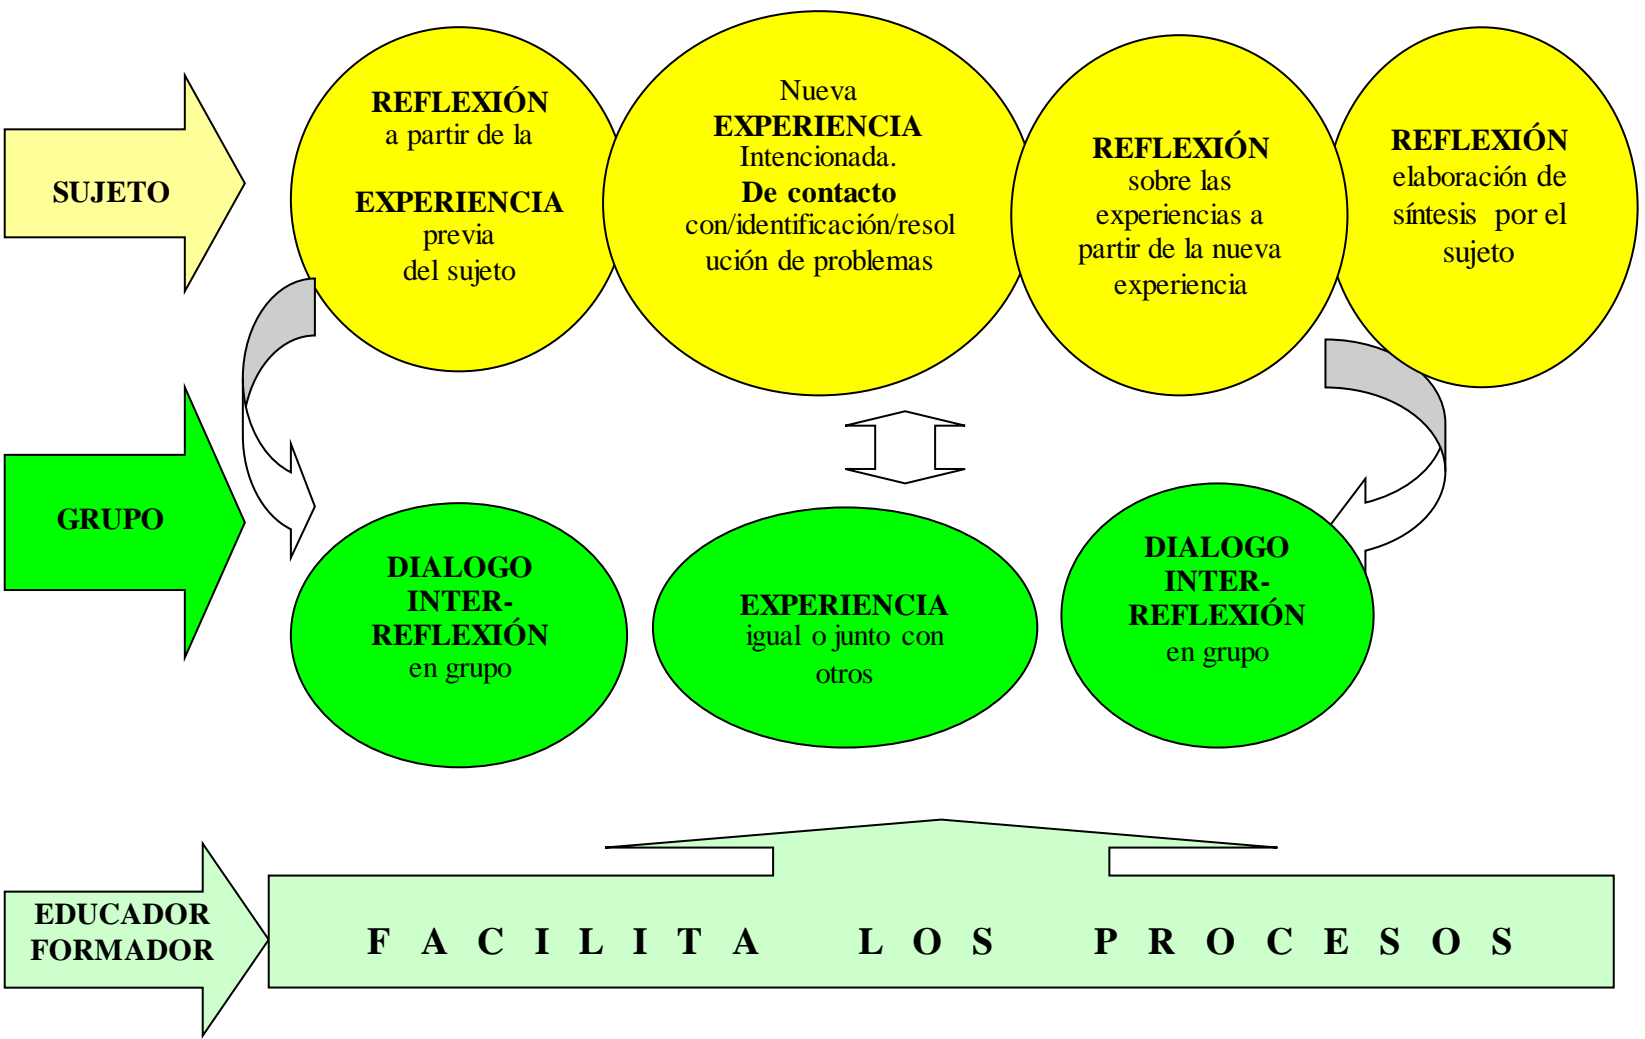 SUJETO
REFLEXIÓN
a partir de la
EXPERIENCIA
previa
del sujeto
Nueva
EXPERIENCIA
Intencionada.
De contacto
con/identificación/resol
ución de problemas
REFLEXIÓN
sobre las
experiencias a
partir de la nueva
experiencia
REFLEXIÓN
elaboración de
síntesis por el
sujeto
GRUPO
DIALOGO
INTER-
REFLEXIÓN
en grupo
EXPERIENCIA
igual o junto con
otros
DIALOGO
INTER-
REFLEXIÓN
en grupo
EDUCADOR
FORMADOR
F A C I L I T A   L O S   P R O C E S O S